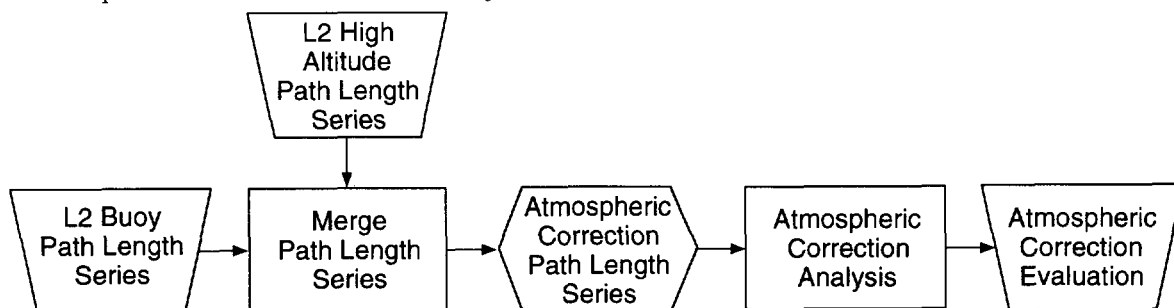 L2 High
Altitude
Path Length
Series
L2 Buoy
Path Length
Series
Merge
Path Length
Series
Atmospheric
Correction
Path Length
Series
Atmospheric
Correction
Analysis
Atmospheric
Correction
Evaluation